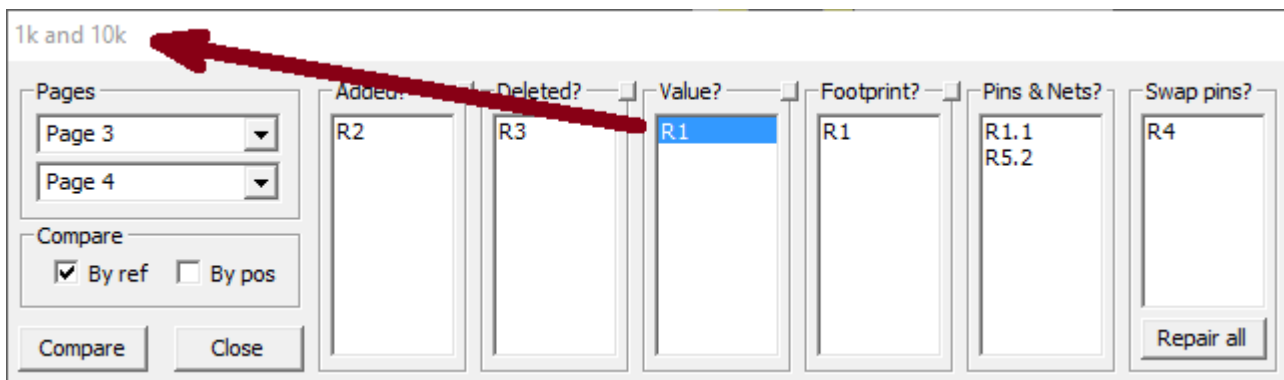 1k and 10k
Pages
Page 3
Page 4
Compare
By ref
By pos
Compare
Close
Added?
R2
Deleted?
R3
Value?
R1
Footprint?
R1
Pins & Nets?
R1.1
R5.2
Swap pins?
R4
Repair all